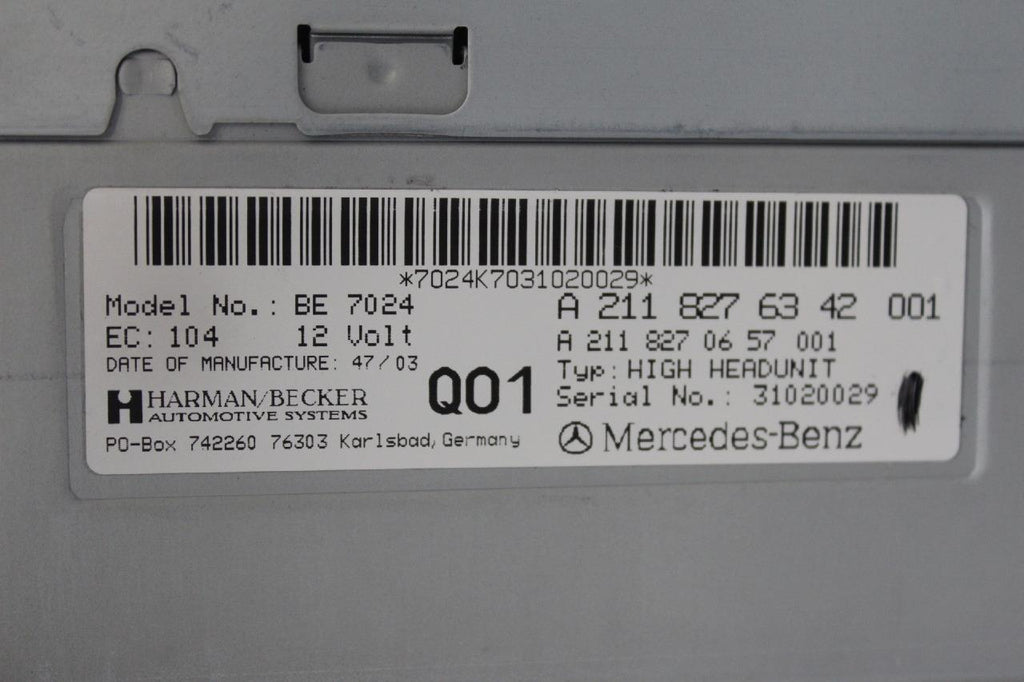 *7024K7031020029*
Model No.: BE 7024
EC: 104 12 Volt
DATE OF MANUFACTURE: 47/03
HARMAN/BECKER
AUTOMOTIVE SYSTEMS
PO-Box 742260 76303 Karlsbad, Germany
Q01
A 211 827 63 42 001
A 211 827 06 57 001
Typ: HIGH HEADUNIT
Serial No.: 31020029
Mercedes-Benz